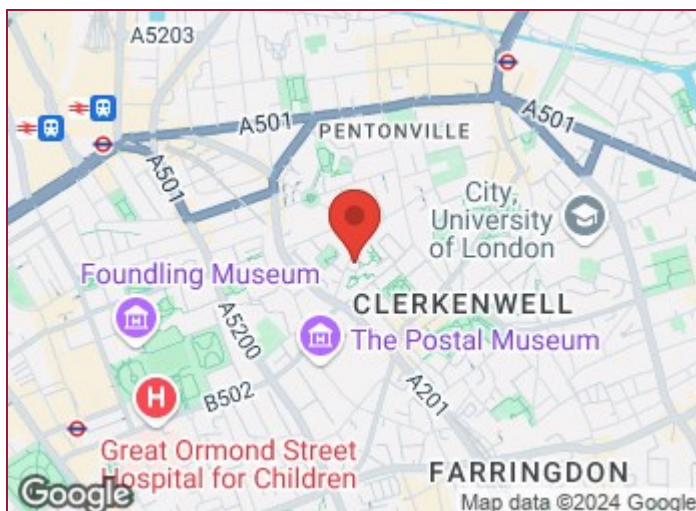 A5203
A501
PENTONVILLE
A501
A501
City,
University
of London
Foundling Museum
CLERKENWELL
A5200
The Postal Museum
B502
A201
H
Great Ormond Street
Hospital for Children
FARRINGDON
Google
Map data ©2024 Google